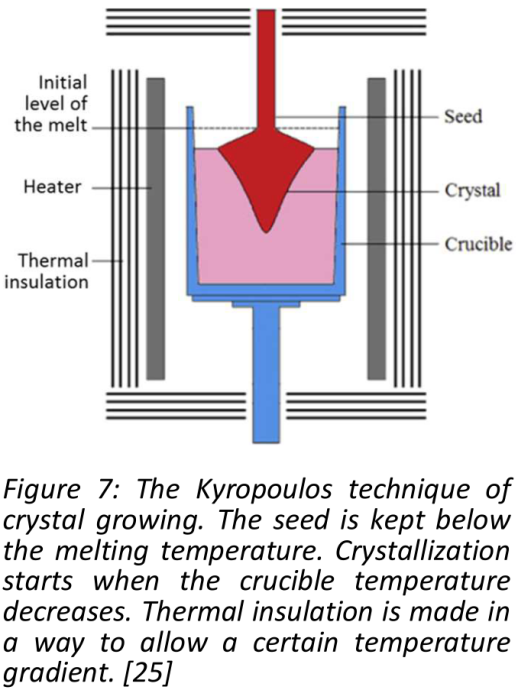 Initial
level of
the melt
Seed
Heater
Crystal
Crucible
Thermal
insulation
Figure 7: The Kyropoulos technique of
crystal growing. The seed is kept below
the melting temperature. Crystallization
starts when the crucible temperature
decreases. Thermal insulation is made in
a way to allow a certain temperature
gradient. [25]